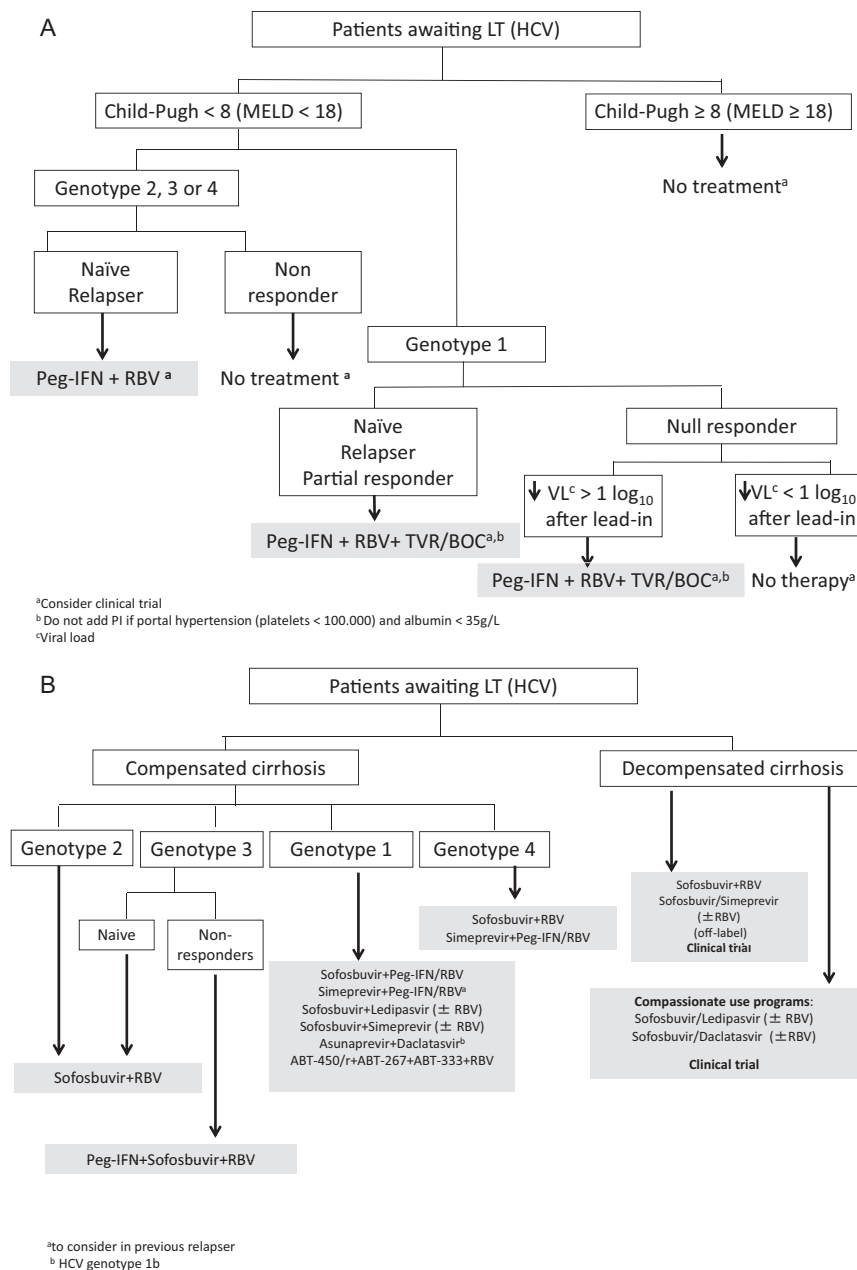 A
Patients awaiting LT (HCV)
Child-Pugh < 8 (MELD < 18)
Child-Pugh ≥ 8 (MELD ≥ 18)
No treatmentᵃ
Genotype 2, 3 or 4
Naïve
Relapser
Non
responder
Peg-IFN + RBV ᵃ
No treatment ᵃ
Genotype 1
Naïve
Relapser
Partial responder
Null responder
↓ VLᶜ > 1 log₁₀
after lead-in
↓VLᶜ < 1 log₁₀
after lead-in
Peg-IFN + RBV+ TVR/BOCᵃ,ᵇ
Peg-IFN + RBV+ TVR/BOCᵃ,ᵇ
No therapyᵃ
ᵃConsider clinical trial
ᵇ Do not add PI if portal hypertension (platelets < 100.000) and albumin < 35g/L
ᶜViral load
B
Patients awaiting LT (HCV)
Compensated cirrhosis
Decompensated cirrhosis
Genotype 2
Genotype 3
Genotype 1
Genotype 4
Naive
Non-
responders
Sofosbuvir+RBV
Simeprevir+Peg-IFN/RBV
Sofosbuvir+RBV
Sofosbuvir/Simeprevir
(±RBV)
(off-label)
Clinical trial
Sofosbuvir+Peg-IFN/RBV
Simeprevir+Peg-IFN/RBVᵃ
Sofosbuvir+Ledipasvir (± RBV)
Sofosbuvir+Simeprevir (± RBV)
Asunaprevir+Daclatasvirᵇ
ABT-450/r+ABT-267+ABT-333+RBV
Compassionate use programs:
Sofosbuvir/Ledipasvir (± RBV)
Sofosbuvir/Daclatasvir (±RBV)
Clinical trial
Sofosbuvir+RBV
Peg-IFN+Sofosbuvir+RBV
ᵃto consider in previous relapser
ᵇ HCV genotype 1b